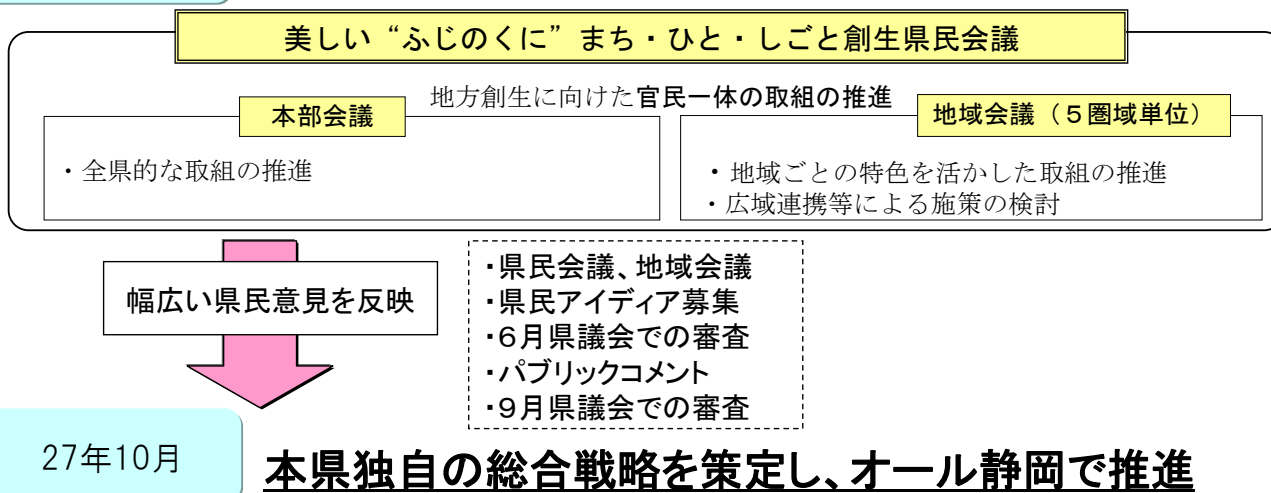 美しい“ふじのくに”まち・ひと・しごと創生県民会議
地方創生に向けた官民一体の取組の推進
本部会議
・全県的な取組の推進
地域会議（５圏域単位）
・地域ごとの特色を活かした取組の推進
・広域連携等による施策の検討
幅広い県民意見を反映
・県民会議、地域会議
・県民アイディア募集
・６月県議会での審査
・パブリックコメント
・９月県議会での審査
27年10月
本県独自の総合戦略を策定し、オール静岡で推進